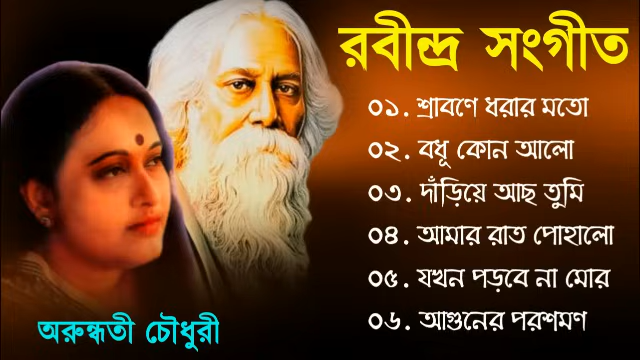 রবীন্দ্র সংগীত
০১. শ্রাবণে ধরার মতো
০২. বধূ কোন আলো
০৩. দাঁড়িয়ে আছ তুমি
০৪. আমার রাত পোহালো
০৫. যখন পড়বে না মোর
০৬. আগুনের পরশমণ
অরুন্ধতী চৌধুরী